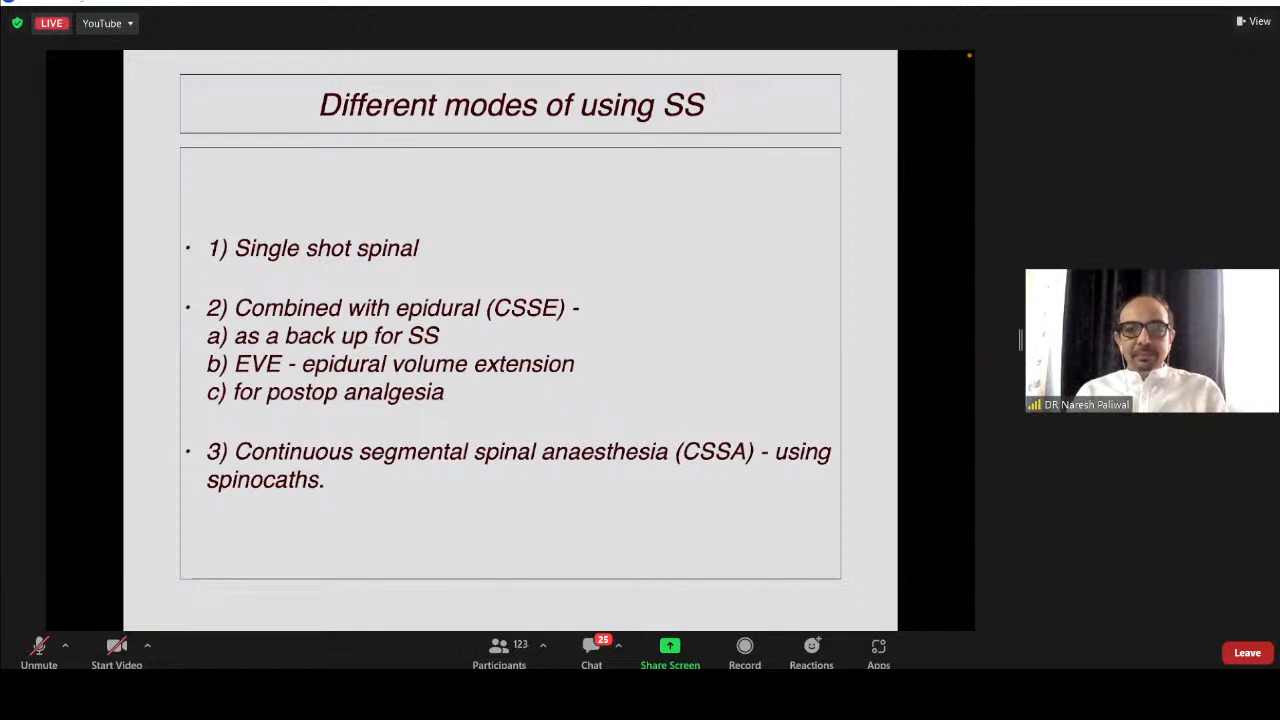 LIVE
YouTube
View
Different modes of using SS
· 1) Single shot spinal
· 2) Combined with epidural (CSSE) -
a) as a back up for SS
b) EVE - epidural volume extension
c) for postop analgesia
· 3) Continuous segmental spinal anaesthesia (CSSA) - using
spinocaths.
DR Naresh Paliwal
123
25
Unmute
Start Video
Participants
Chat
Share Screen
Record
Reactions
Apps
Leave